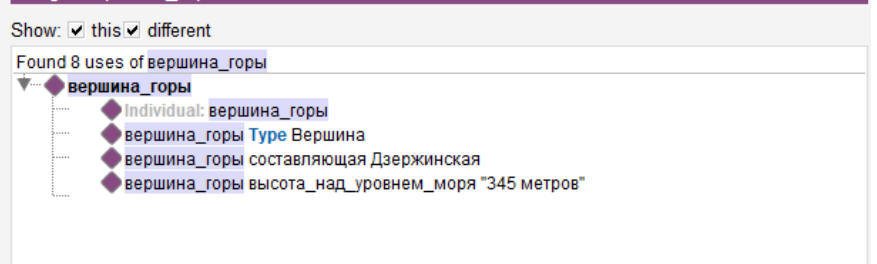 Show: this different
Found 8 uses of вершина_горы
вершина_горы
Individual: вершина_горы
вершина_горы Type Вершина
вершина_горы составляющая Дзержинская
вершина_горы высота_над_уровнем_моря "345 метров"